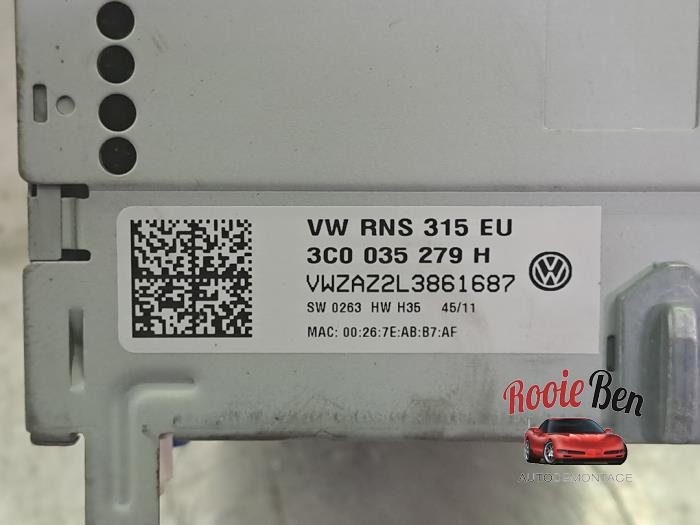 VW RNS 315 EU
3C0 035 279 H
VWZAZ2L3861687
SW 0263 HW H35 45/11
MAC: 00:26:7E:AB:B7:AF
Rooie Ben
AUTODEMONTAGE